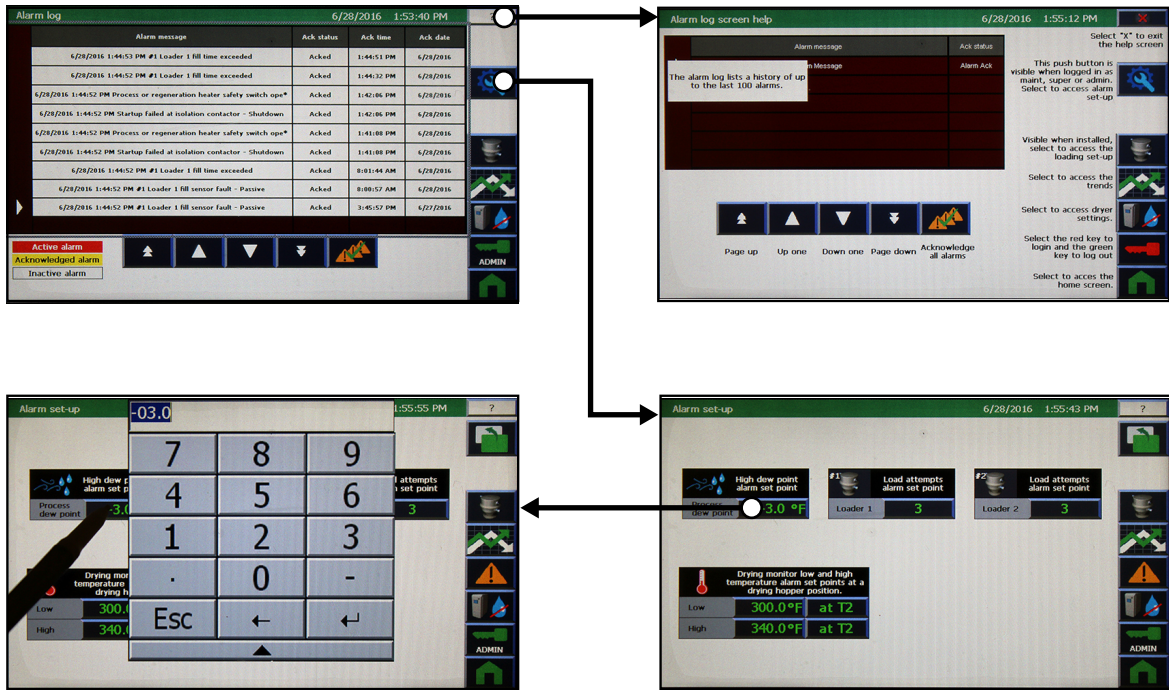 Alarm log 6/28/2016 1:53:40 PM ?
Alarm message Ack status Ack time Ack date
6/28/2016 1:44:53 PM #1 Loader 1 fill time exceeded Acked 1:44:51 PM 6/28/2016
6/28/2016 1:44:52 PM #1 Loader 1 fill time exceeded Acked 1:44:32 PM 6/28/2016
6/28/2016 1:44:52 PM Process or regeneration heater safety switch ope* Acked 1:42:06 PM 6/28/2016
6/28/2016 1:44:52 PM Startup failed at isolation contactor - Shutdown Acked 1:42:06 PM 6/28/2016
6/28/2016 1:44:52 PM Process or regeneration heater safety switch ope* Acked 1:41:08 PM 6/28/2016
6/28/2016 1:44:52 PM Startup failed at isolation contactor - Shutdown Acked 1:41:08 PM 6/28/2016
6/28/2016 1:44:52 PM #1 Loader 1 fill time exceeded Acked 8:01:44 AM 6/28/2016
6/28/2016 1:44:52 PM #1 Loader 1 fill sensor fault - Passive Acked 8:00:57 AM 6/28/2016
6/28/2016 1:44:52 PM #1 Loader 1 fill sensor fault - Passive Acked 3:45:57 PM 6/27/2016
Active alarm
Acknowledged alarm
Inactive alarm
ADMIN
Alarm log screen help 6/28/2016 1:55:12 PM
Alarm message Ack status
Message Alarm Ack
The alarm log lists a history of up
to the last 100 alarms.
Select "X" to exit
the help screen
This push button is
visible when logged in as
maint, super or admin.
Select to access alarm
set-up
Visible when installed,
select to access the
loading set-up
Select to access the
trends
Select to access dryer
settings.
Select the red key to
login and the green
key to log out
Select to acces the
home screen.
Page up Up one Down one Page down Acknowledge
all alarms
Alarm set-up 1:55:55 PM ?
-03.0
High dew po
alarm set p
Process
dew point -3.
attempts
alarm set point
3
7 8 9
4 5 6
1 2 3
. 0 -
Esc ← ↵
Drying mor
temperature
drying h
Low 300.
High 340.
ADMIN
Alarm set-up 6/28/2016 1:55:43 PM ?
High dew point
alarm set point
Process
dew point -3.0 °F
#1 Load attempts
alarm set point
Loader 1 3
#2 Load attempts
alarm set point
Loader 2 3
Drying monitor low and high
temperature alarm set points at a
drying hopper position.
Low 300.0°F at T2
High 340.0°F at T2
ADMIN